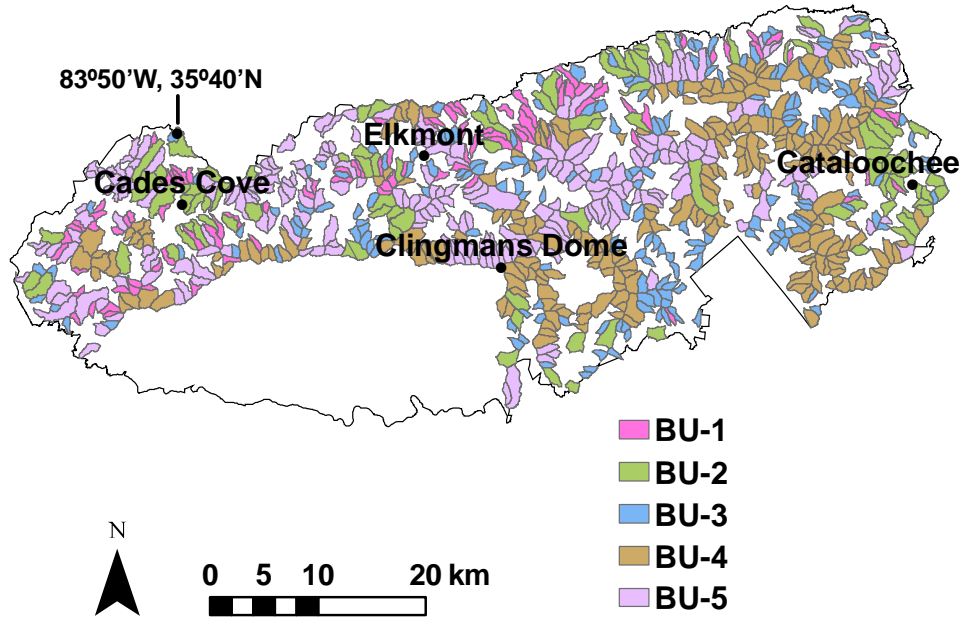 83º50’W, 35º40’N
Elkmont
Cades Cove
Cataloochee
Clingmans Dome
BU-1
BU-2
BU-3
BU-4
BU-5
N
0 5 10 20 km